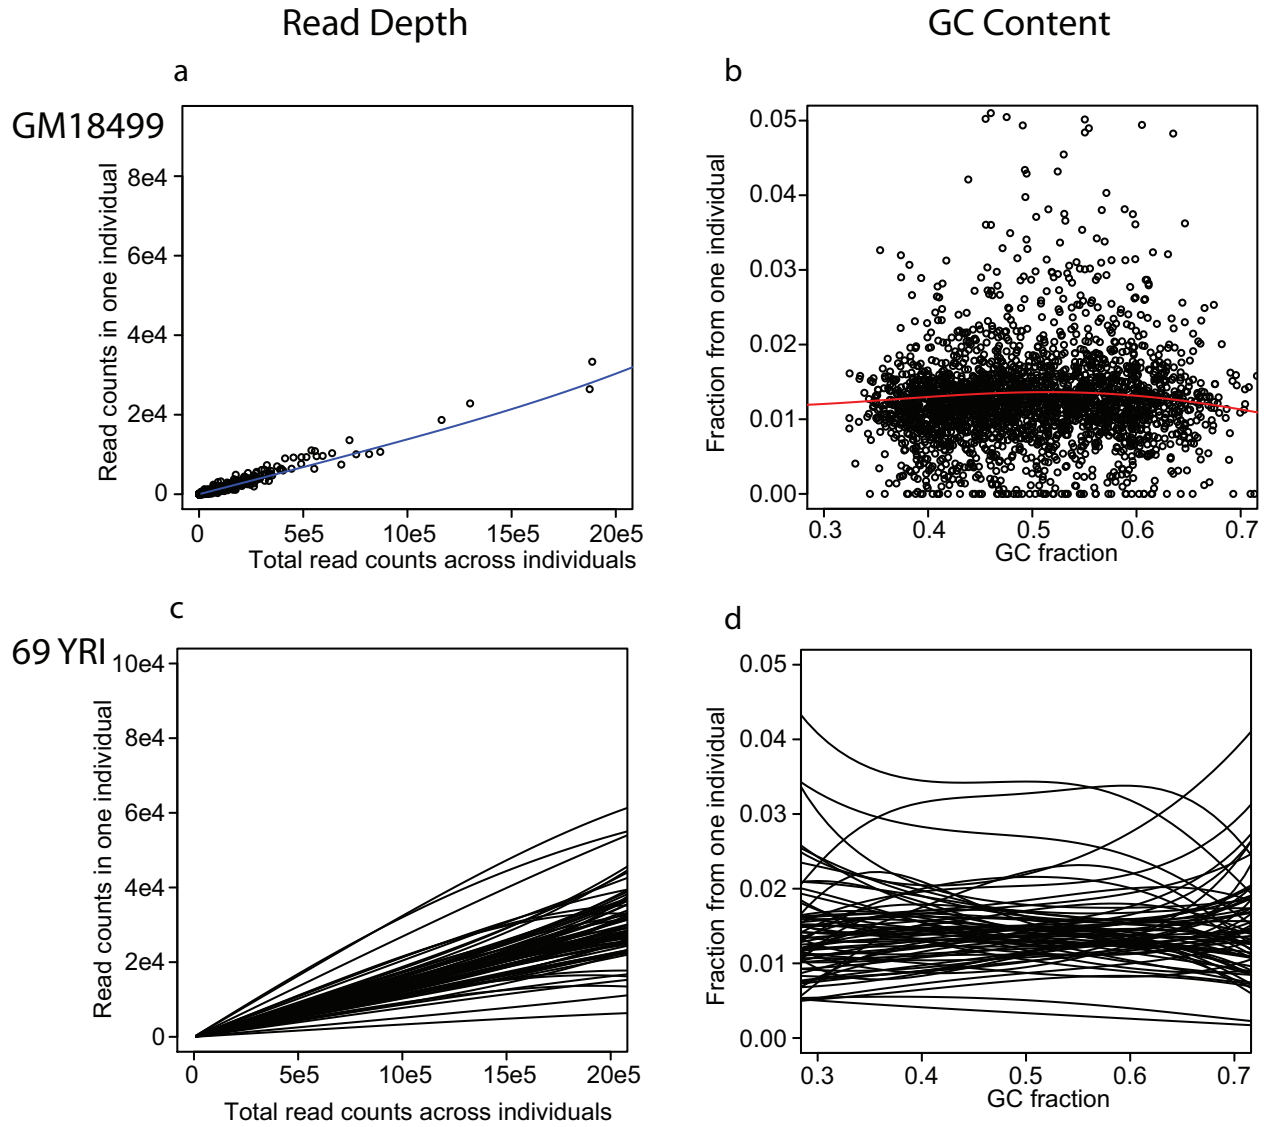 Read Depth
GC Content
a
b
GM18499
Read counts in one individual
8e4
6e4
4e4
2e4
0
0 5e5 10e5 15e5 20e5
Total read counts across individuals
Fraction from one individual
0.05
0.04
0.03
0.02
0.01
0.00
0.3 0.4 0.5 0.6 0.7
GC fraction
c
d
69 YRI
Read counts in one individual
10e4
8e4
6e4
4e4
2e4
0
0 5e5 10e5 15e5 20e5
Total read counts across individuals
Fraction from one individual
0.05
0.04
0.03
0.02
0.01
0.00
0.3 0.4 0.5 0.6 0.7
GC fraction